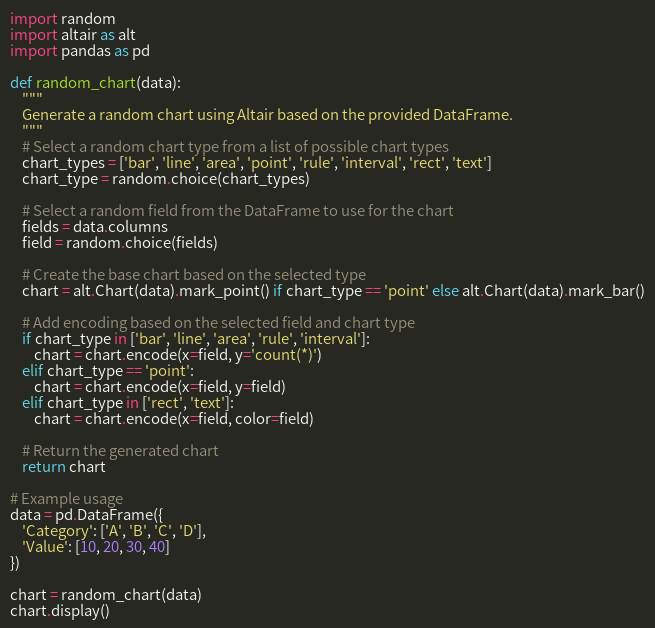 import random
import altair as alt
import pandas as pd

def random_chart(data):
    """
    Generate a random chart using Altair based on the provided DataFrame.
    """
    # Select a random chart type from a list of possible chart types
    chart_types = ['bar', 'line', 'area', 'point', 'rule', 'interval', 'rect', 'text']
    chart_type = random.choice(chart_types)

    # Select a random field from the DataFrame to use for the chart
    fields = data.columns
    field = random.choice(fields)

    # Create the base chart based on the selected type
    chart = alt.Chart(data).mark_point() if chart_type == 'point' else alt.Chart(data).mark_bar()

    # Add encoding based on the selected field and chart type
    if chart_type in ['bar', 'line', 'area', 'rule', 'interval']:
        chart = chart.encode(x=field, y='count(*)')
    elif chart_type == 'point':
        chart = chart.encode(x=field, y=field)
    elif chart_type in ['rect', 'text']:
        chart = chart.encode(x=field, color=field)

    # Return the generated chart
    return chart

# Example usage
data = pd.DataFrame({
    'Category': ['A', 'B', 'C', 'D'],
    'Value': [10, 20, 30, 40]
})

chart = random_chart(data)
chart.display()